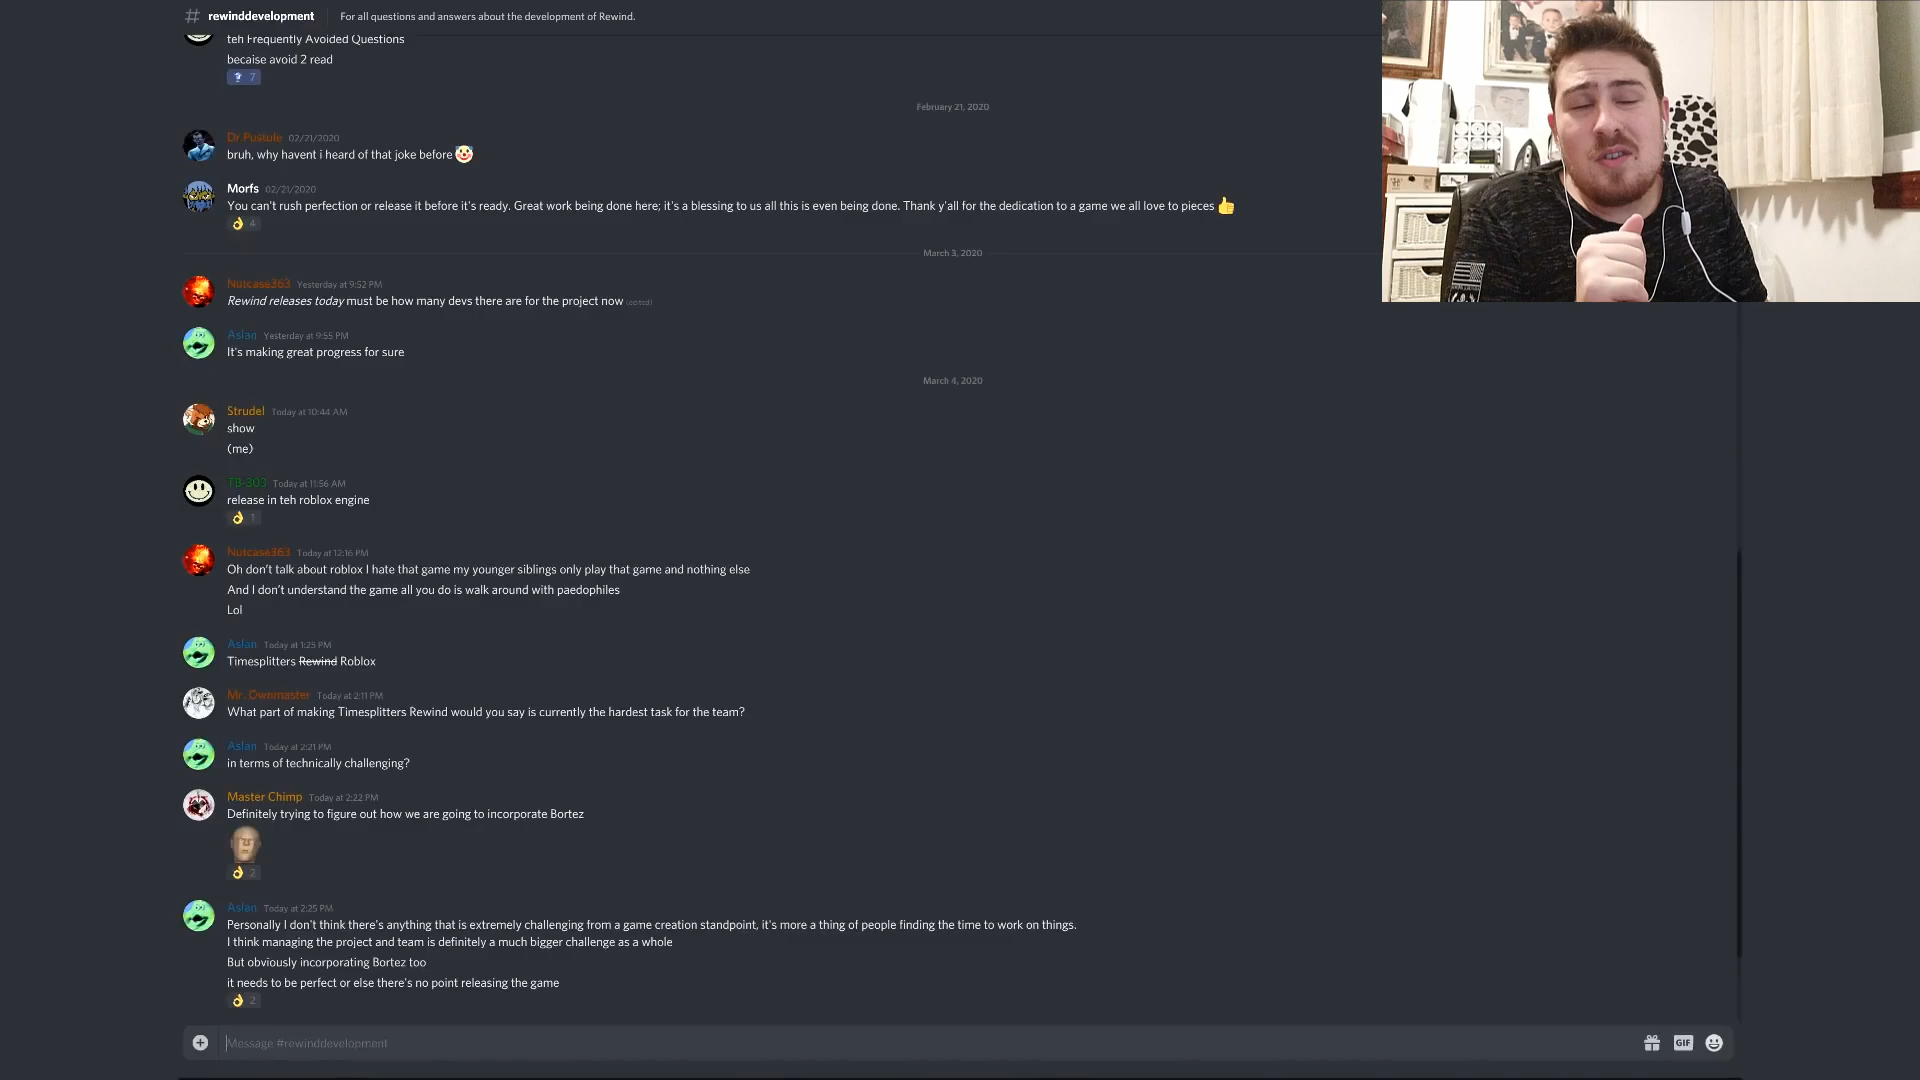 # rewinddevelopment For all questions and answers about the development of Rewind.
teh Frequently Avoided Questions
becaise avoid 2 read
7
February 21, 2020
Dr.Pustule 02/21/2020
bruh, why havent i heard of that joke before
Morfs 02/21/2020
You can't rush perfection or release it before it's ready. Great work being done here; it's a blessing to us all this is even being done. Thank y'all for the dedication to a game we all love to pieces
4
March 3, 2020
Nutcase363 Yesterday at 9:52 PM
Rewind releases today must be how many devs there are for the project now (edited)
Aslan Yesterday at 9:55 PM
It's making great progress for sure
March 4, 2020
Strudel Today at 10:44 AM
show
(me)
TB-303 Today at 11:56 AM
release in teh roblox engine
1
Nutcase363 Today at 12:16 PM
Oh don't talk about roblox I hate that game my younger siblings only play that game and nothing else
And I don't understand the game all you do is walk around with paedophiles
Lol
Aslan Today at 1:25 PM
Timesplitters Rewind Roblox
Mr. Ownmaster Today at 2:11 PM
What part of making Timesplitters Rewind would you say is currently the hardest task for the team?
Aslan Today at 2:21 PM
in terms of technically challenging?
Master Chimp Today at 2:22 PM
Definitely trying to figure out how we are going to incorporate Bortez
2
Aslan Today at 2:25 PM
Personally I don't think there's anything that is extremely challenging from a game creation standpoint, it's more a thing of people finding the time to work on things.
I think managing the project and team is definitely a much bigger challenge as a whole
But obviously incorporating Bortez too
it needs to be perfect or else there's no point releasing the game
2
Message #rewinddevelopment
GIF